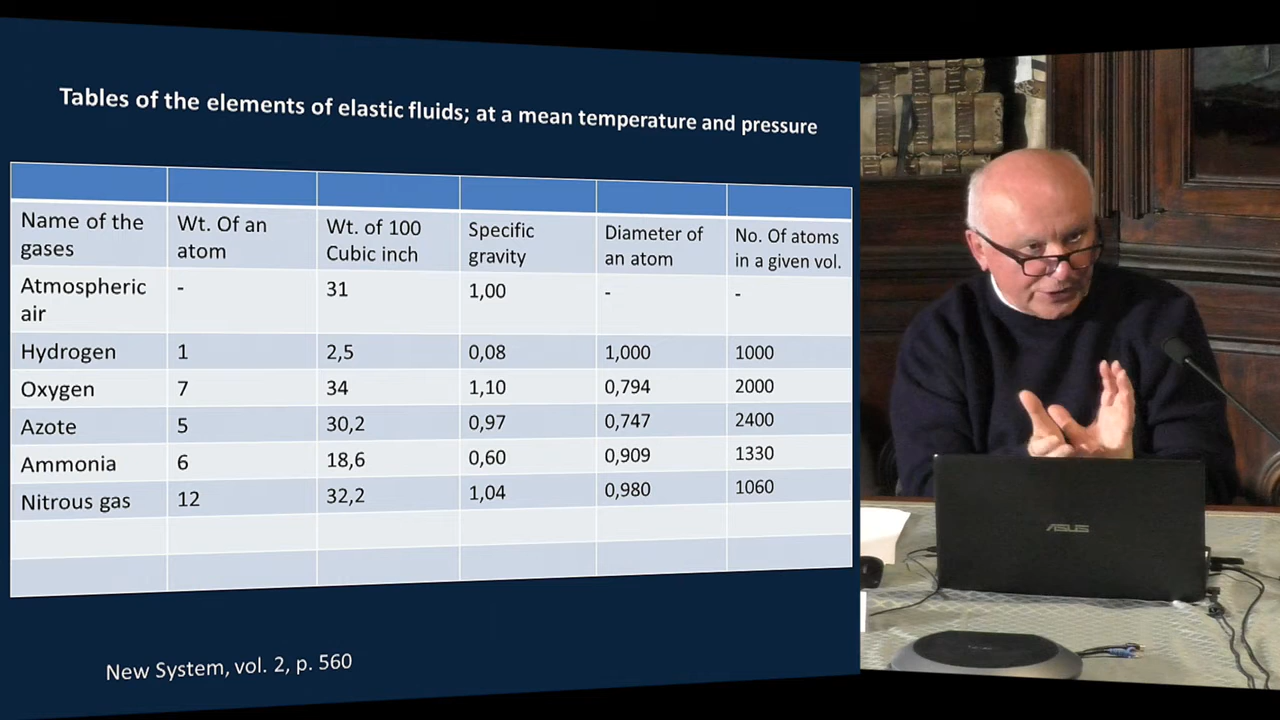 Tables of the elements of elastic fluids; at a mean temperature and pressure
Name of the gases Wt. Of an atom Wt. of 100 Cubic inch Specific gravity Diameter of an atom No. Of atoms in a given vol.
Atmospheric air - 31 1,00 - -
Hydrogen 1 2,5 0,08 1,000 1000
Oxygen 7 34 1,10 0,794 2000
Azote 5 30,2 0,97 0,747 2400
Ammonia 6 18,6 0,60 0,909 1330
Nitrous gas 12 32,2 1,04 0,980 1060
New System, vol. 2, p. 560
ASUS